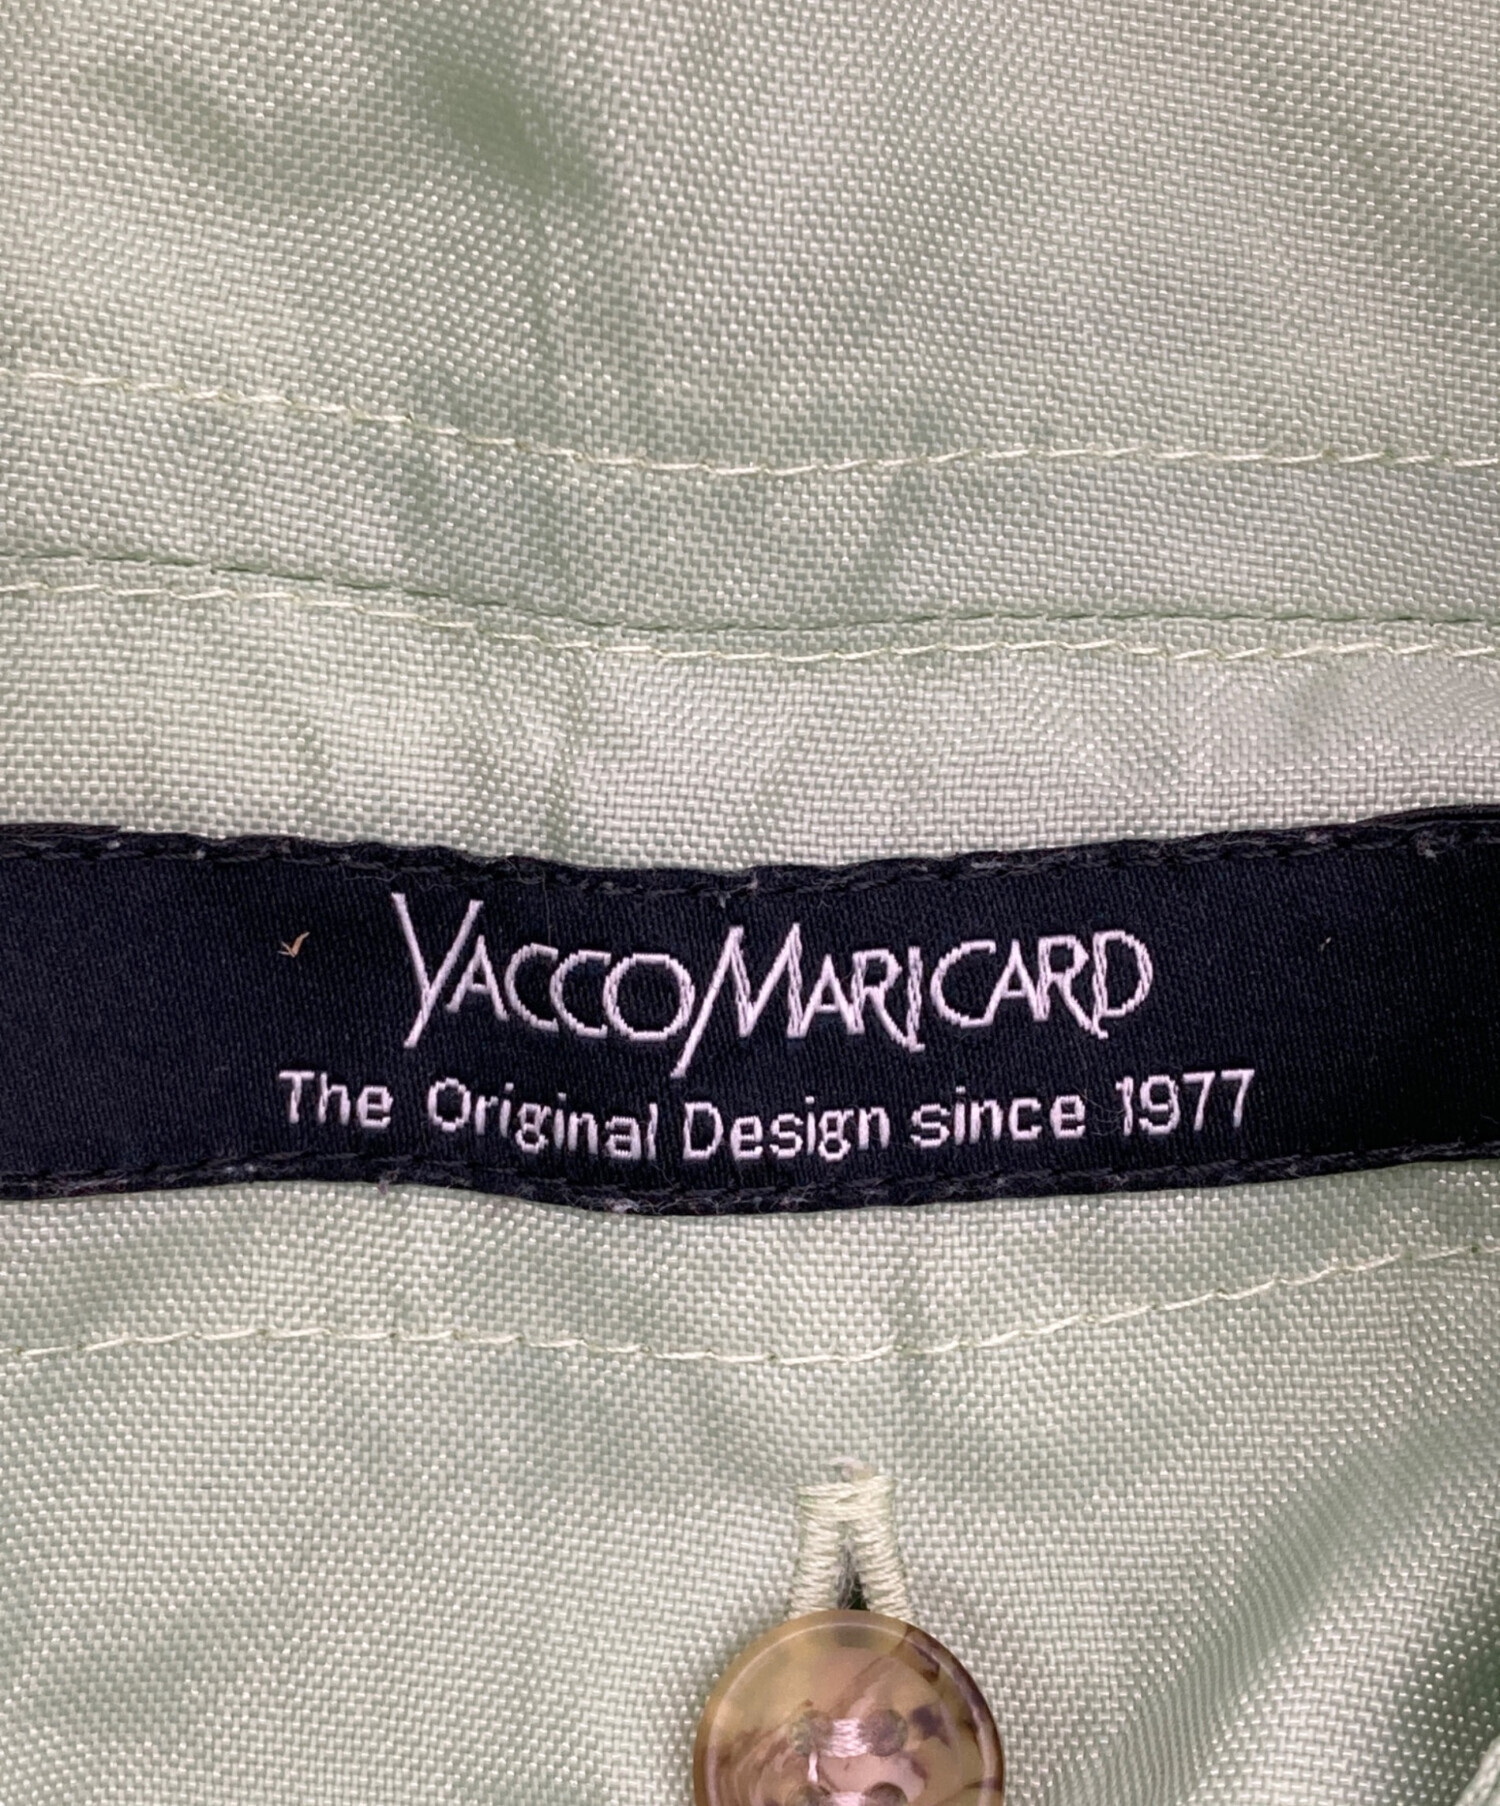 YACCOMARICARD
The Original Design since 1977